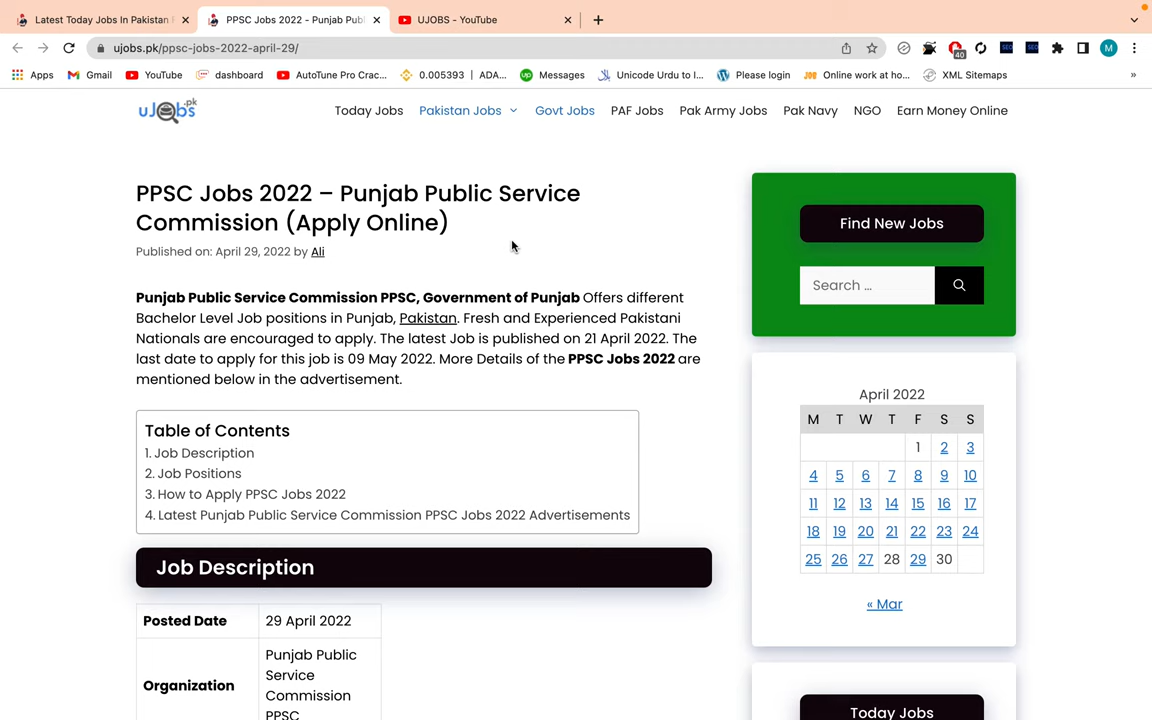 Latest Today Jobs In Pakistan
PPSC Jobs 2022 - Punjab Pub
UJOBS - YouTube
ujobs.pk/ppsc-jobs-2022-april-29/
40
SEO
SEO
M
Apps
Gmail
YouTube
dashboard
AutoTune Pro Crac...
0.005393 | ADA...
up Messages
Unicode Urdu to I...
Please login
Online work at ho...
XML Sitemaps
»
uJobs.pk
Today Jobs
Pakistan Jobs
Govt Jobs
PAF Jobs
Pak Army Jobs
Pak Navy
NGO
Earn Money Online
PPSC Jobs 2022 – Punjab Public Service
Commission (Apply Online)
Published on: April 29, 2022 by Ali
Punjab Public Service Commission PPSC, Government of Punjab Offers different
Bachelor Level Job positions in Punjab, Pakistan. Fresh and Experienced Pakistani
Nationals are encouraged to apply. The latest Job is published on 21 April 2022. The
last date to apply for this job is 09 May 2022. More Details of the PPSC Jobs 2022 are
mentioned below in the advertisement.
Table of Contents
1. Job Description
2. Job Positions
3. How to Apply PPSC Jobs 2022
4. Latest Punjab Public Service Commission PPSC Jobs 2022 Advertisements
Job Description
Posted Date 29 April 2022
Organization Punjab Public
Service
Commission
PPSC
Find New Jobs
Search ...
April 2022
M T W T F S S
1 2 3
4 5 6 7 8 9 10
11 12 13 14 15 16 17
18 19 20 21 22 23 24
25 26 27 28 29 30
« Mar
Today Jobs